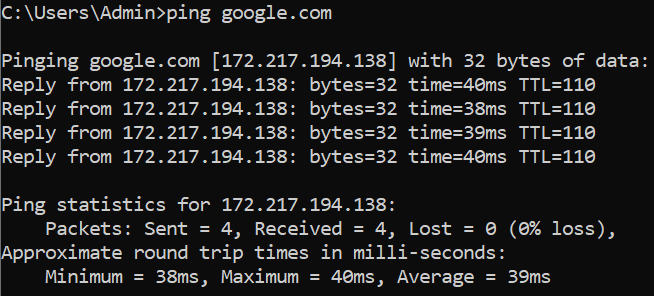 C:\Users\Admin>ping google.com
Pinging google.com [172.217.194.138] with 32 bytes of data:
Reply from 172.217.194.138: bytes=32 time=40ms TTL=110
Reply from 172.217.194.138: bytes=32 time=38ms TTL=110
Reply from 172.217.194.138: bytes=32 time=39ms TTL=110
Reply from 172.217.194.138: bytes=32 time=40ms TTL=110
Ping statistics for 172.217.194.138:
    Packets: Sent = 4, Received = 4, Lost = 0 (0% loss),
Approximate round trip times in milli-seconds:
    Minimum = 38ms, Maximum = 40ms, Average = 39ms